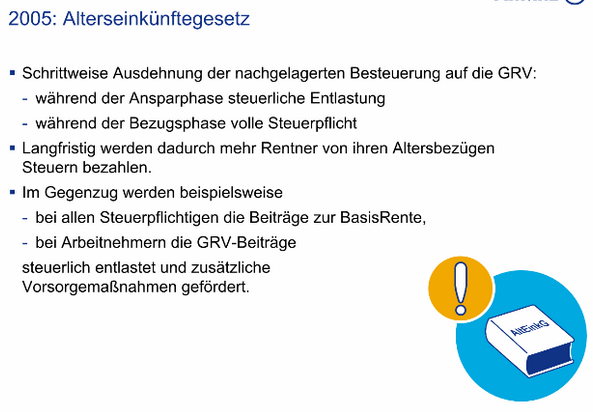 2005: Alterseinkünftegesetz
▪ Schrittweise Ausdehnung der nachgelagerten Besteuerung auf die GRV:
- während der Ansparphase steuerliche Entlastung
- während der Bezugsphase volle Steuerpflicht
▪ Langfristig werden dadurch mehr Rentner von ihren Altersbezügen
Steuern bezahlen.
▪ Im Gegenzug werden beispielsweise
- bei allen Steuerpflichtigen die Beiträge zur BasisRente,
- bei Arbeitnehmern die GRV-Beiträge
steuerlich entlastet und zusätzliche
Vorsorgemaßnahmen gefördert.
!
AltEinkG